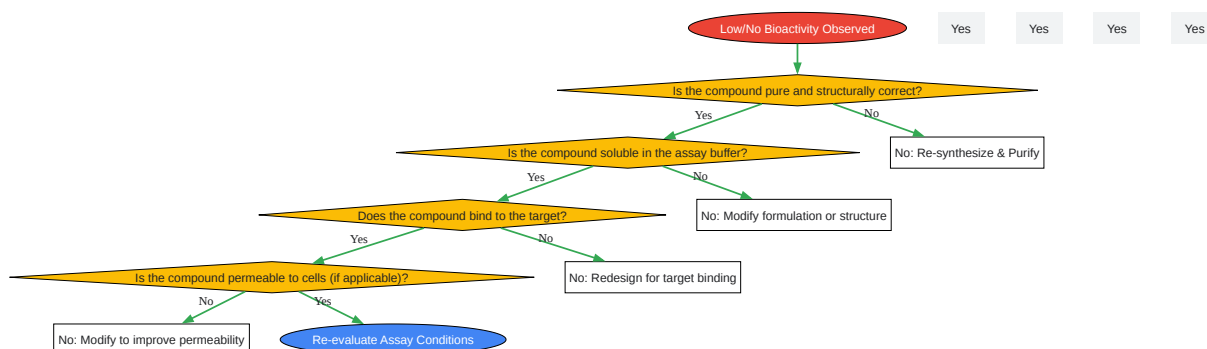 Low/No Bioactivity Observed
Yes
Yes
Yes
Yes
Is the compound pure and structurally correct?
Yes
No
Is the compound soluble in the assay buffer?
No: Re-synthesize & Purify
Yes
No
Does the compound bind to the target?
No: Modify formulation or structure
Yes
No
Is the compound permeable to cells (if applicable)?
No: Redesign for target binding
No
Yes
No: Modify to improve permeability
Re-evaluate Assay Conditions